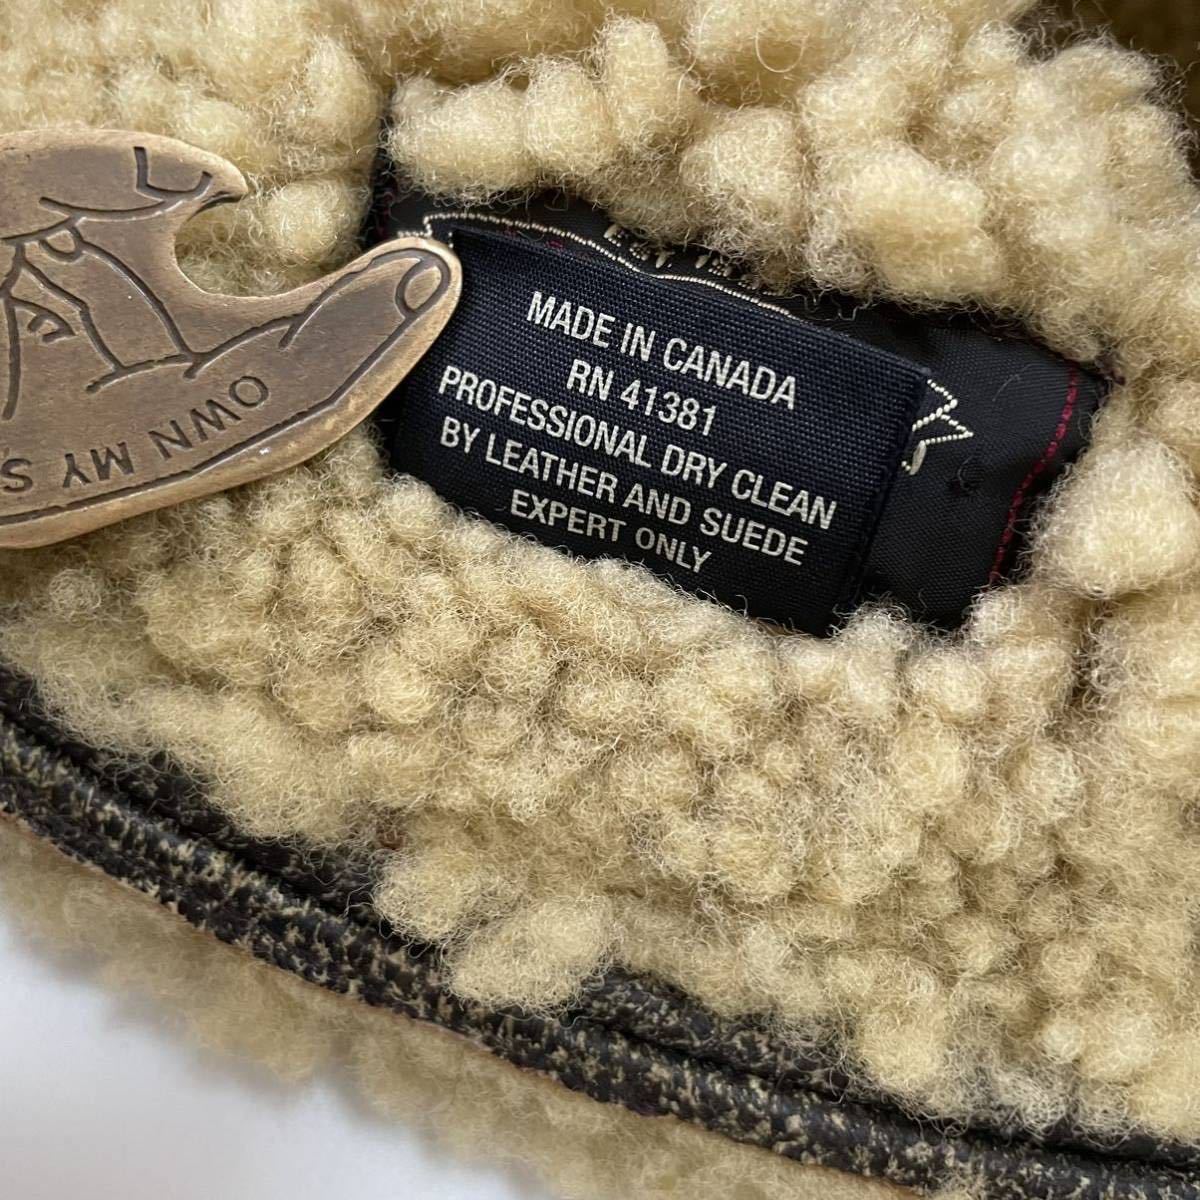 MADE IN CANADA
RN 41381
PROFESSIONAL DRY CLEAN
BY LEATHER AND SUEDE
EXPERT ONLY
OWN MY S